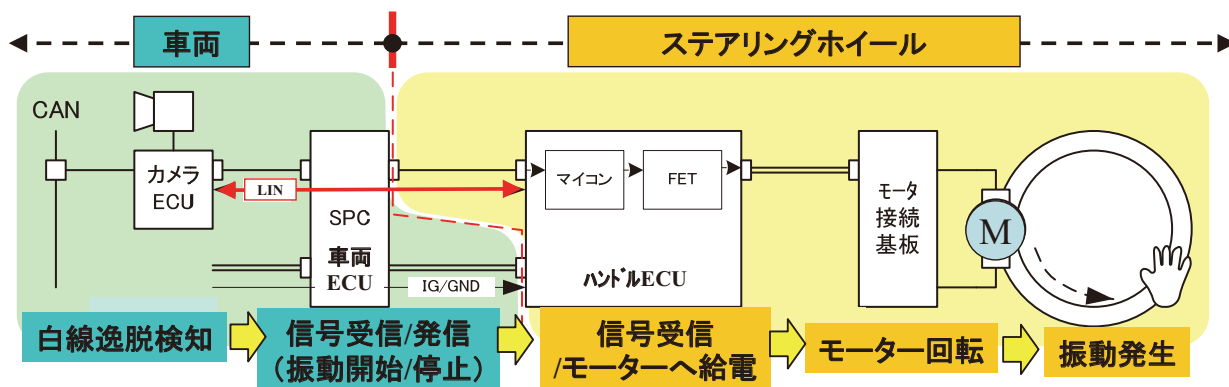 車両
ステアリングホイール
CAN
カメラ
ECU
LIN
SPC
車両
ECU
IG/GND
マイコン
FET
ハンドルECU
モータ
接続
基板
M
白線逸脱検知
信号受信/発信
(振動開始/停止)
信号受信
/モーターへ給電
モーター回転
振動発生